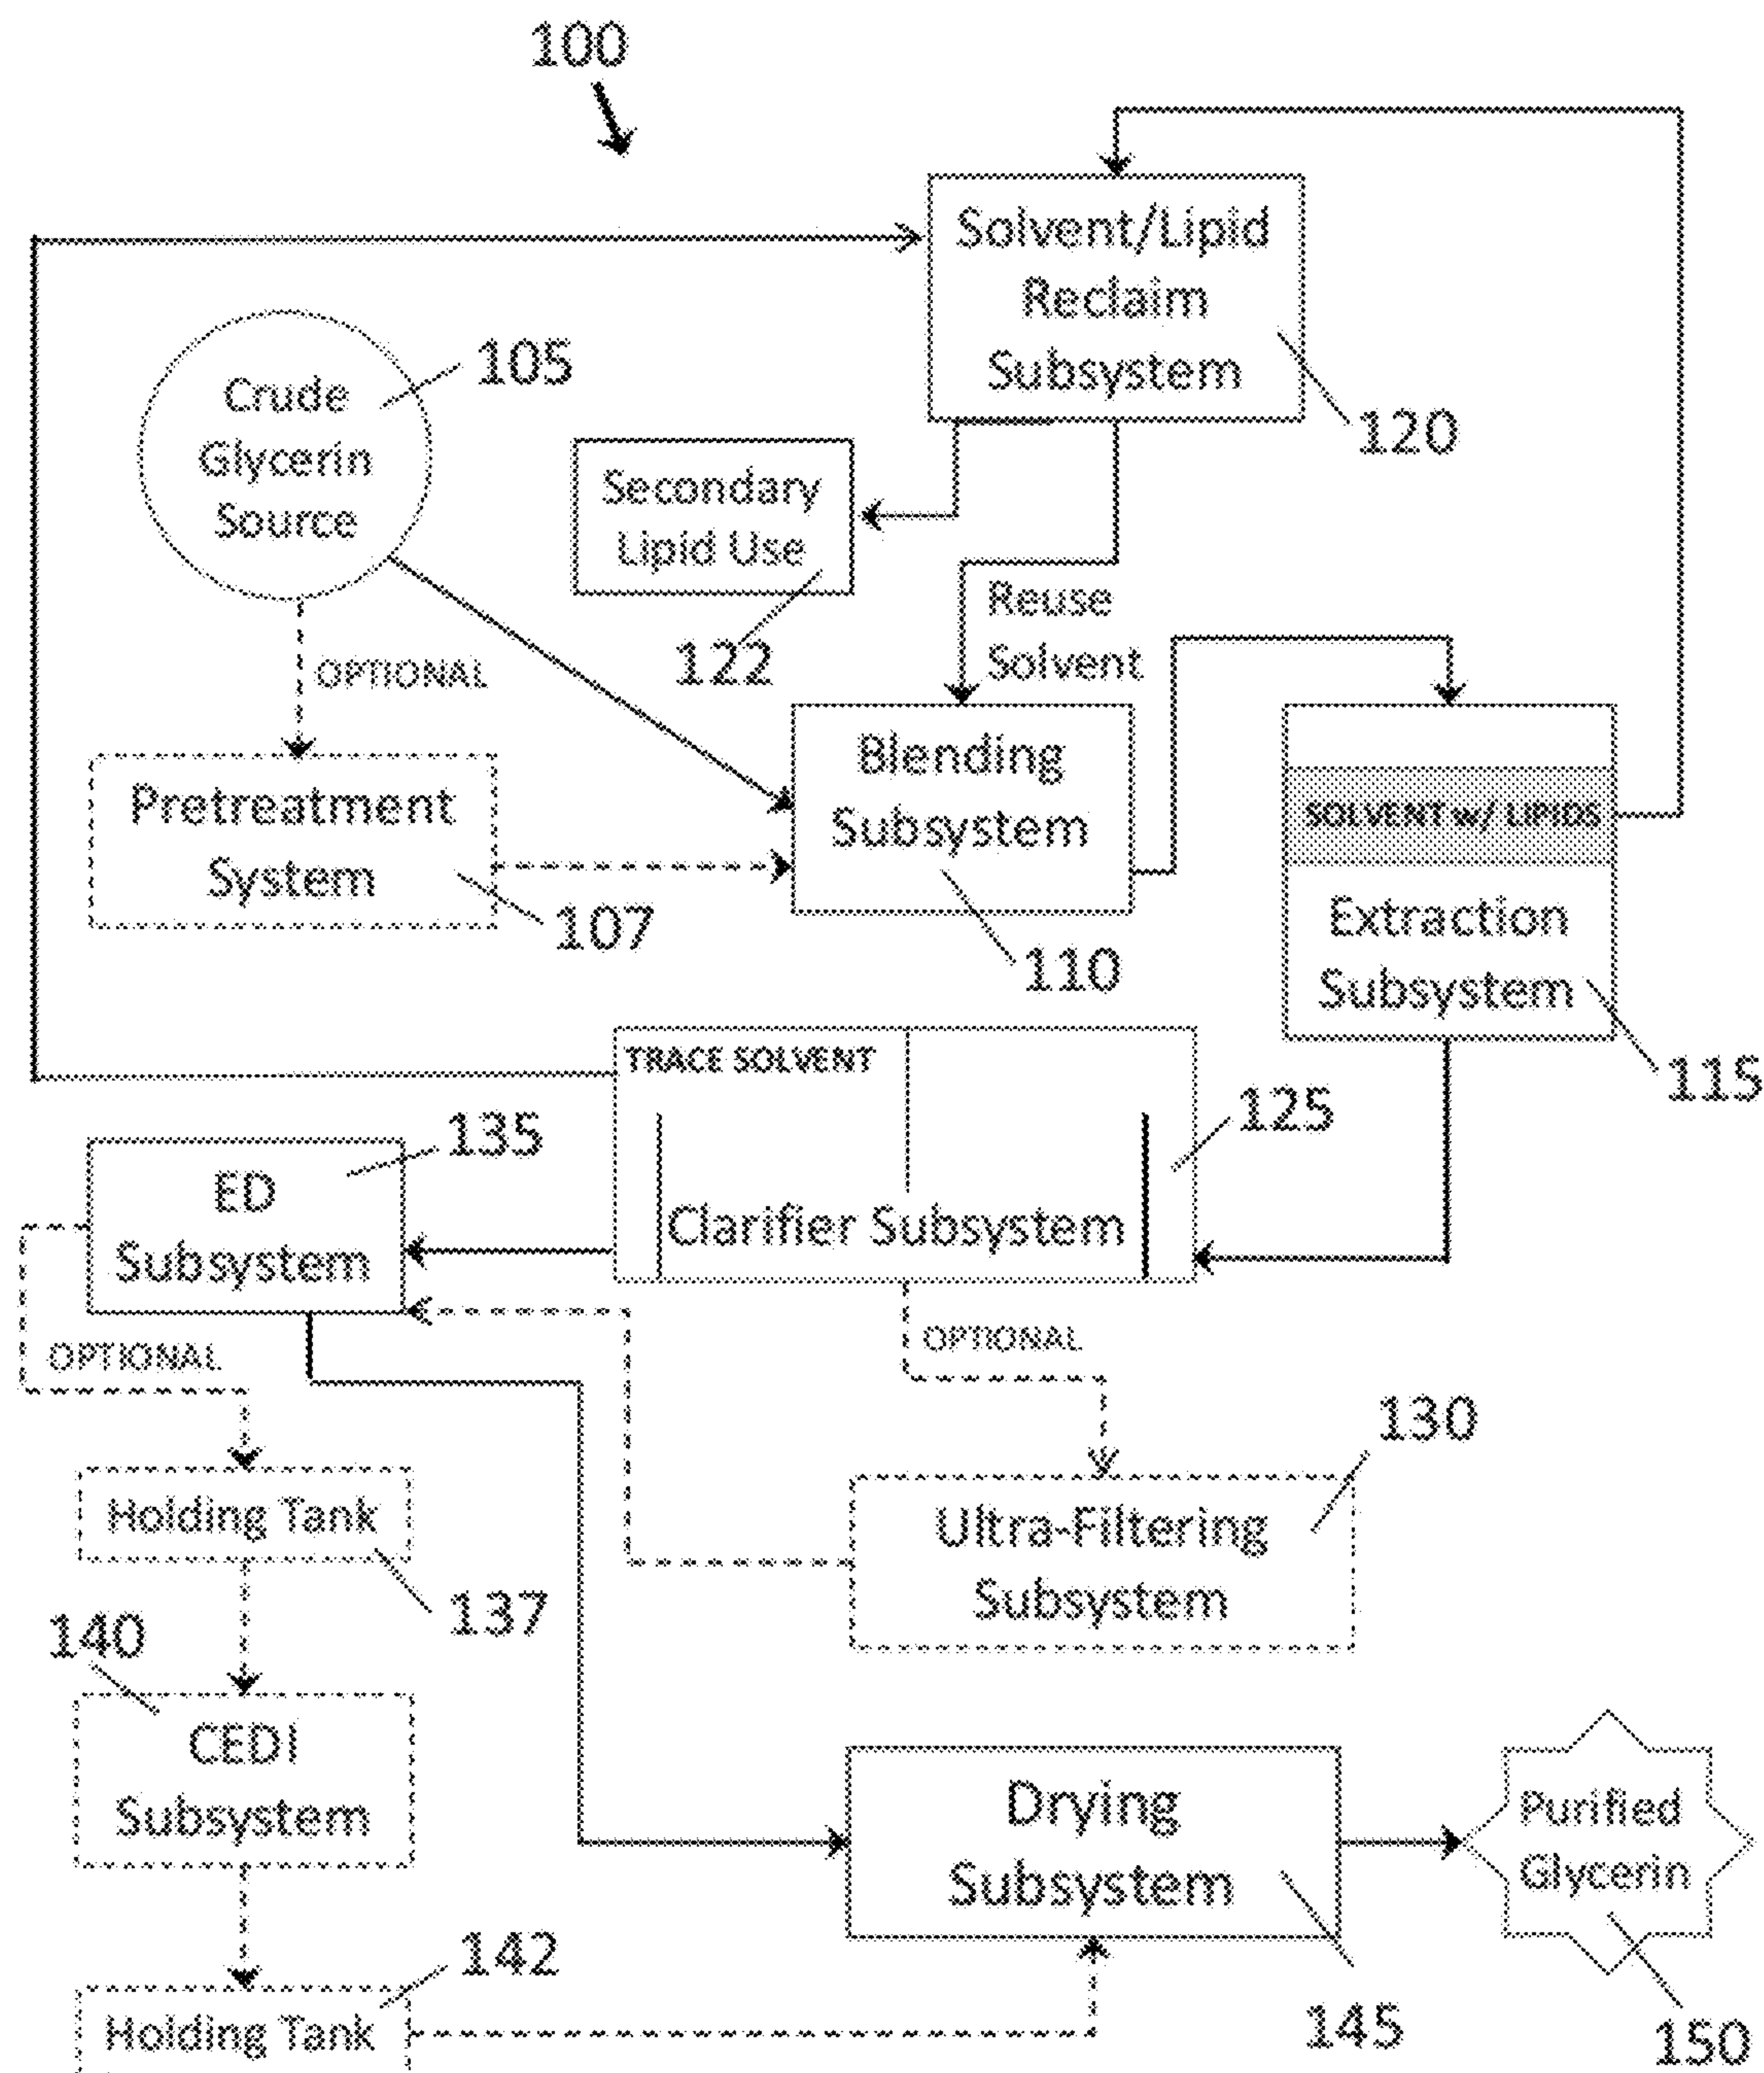 100
Solvent/Lipid
Reclaim
Subsystem
120
105
Crude
Glycerin
Source
Secondary
Lipid Use
122
Reuse
Solvent
OPTIONAL
Pretreatment
System
107
Blending
Subsystem
110
SOLVENT w/ LIPIDS
Extraction
Subsystem
115
TRACE SOLVENT
Clarifier Subsystem
125
135
ED
Subsystem
OPTIONAL
OPTIONAL
130
Ultra-Filtering
Subsystem
Holding Tank
137
140
CEDI
Subsystem
142
Holding Tank
Drying
Subsystem
145
Purified
Glycerin
150